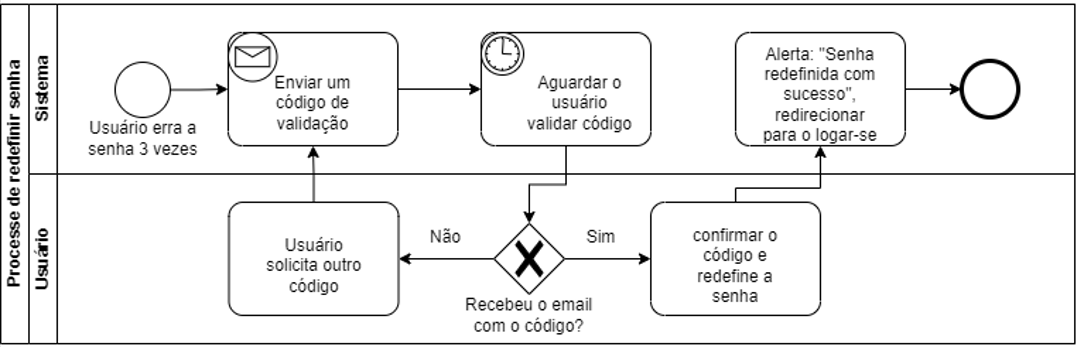 Processe de redefinir senha
Sistema
Usuário erra a
senha 3 vezes
Enviar um
código de
validação
Aguardar o
usuário
validar código
Alerta: "Senha
redefinida com
sucesso",
redirecionar
para o logar-se
Usuário
Usuário
solicita outro
código
Não
Recebeu o email
com o código?
Sim
confirmar o
código e
redefine a
senha